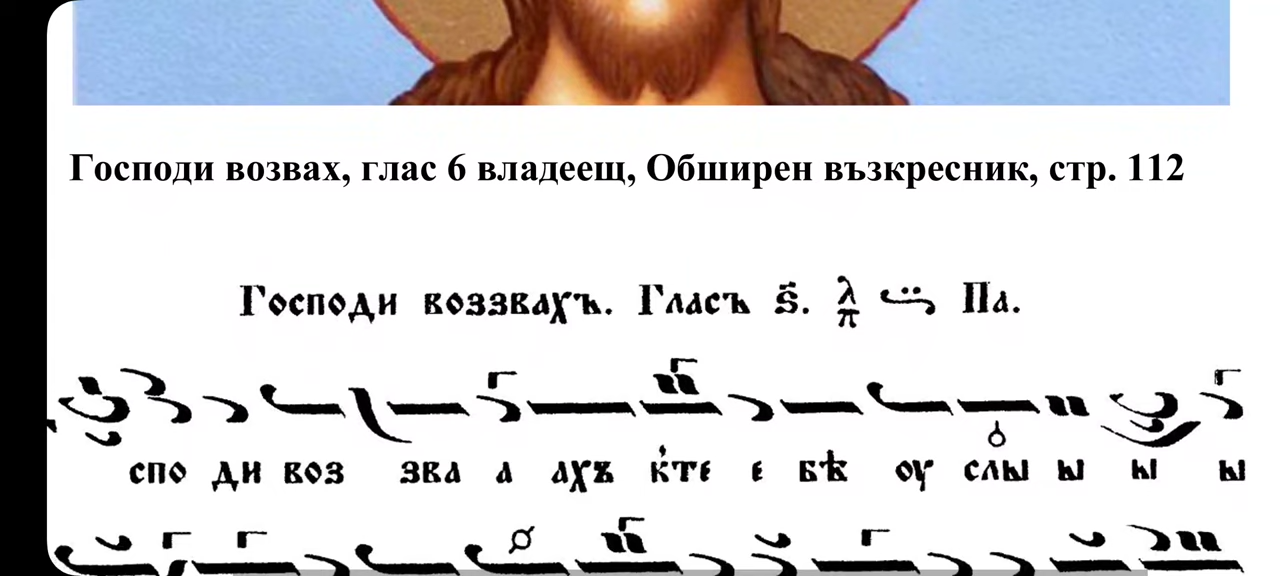 Господи возвах, глас 6 владеещ, Обширен възкресник, стр. 112
Господи воззвахъ. Гласъ ѕ҃. λ π Па.
спо ди воз зва а ахъ к̾те е бѣ оу слы ы ы ы